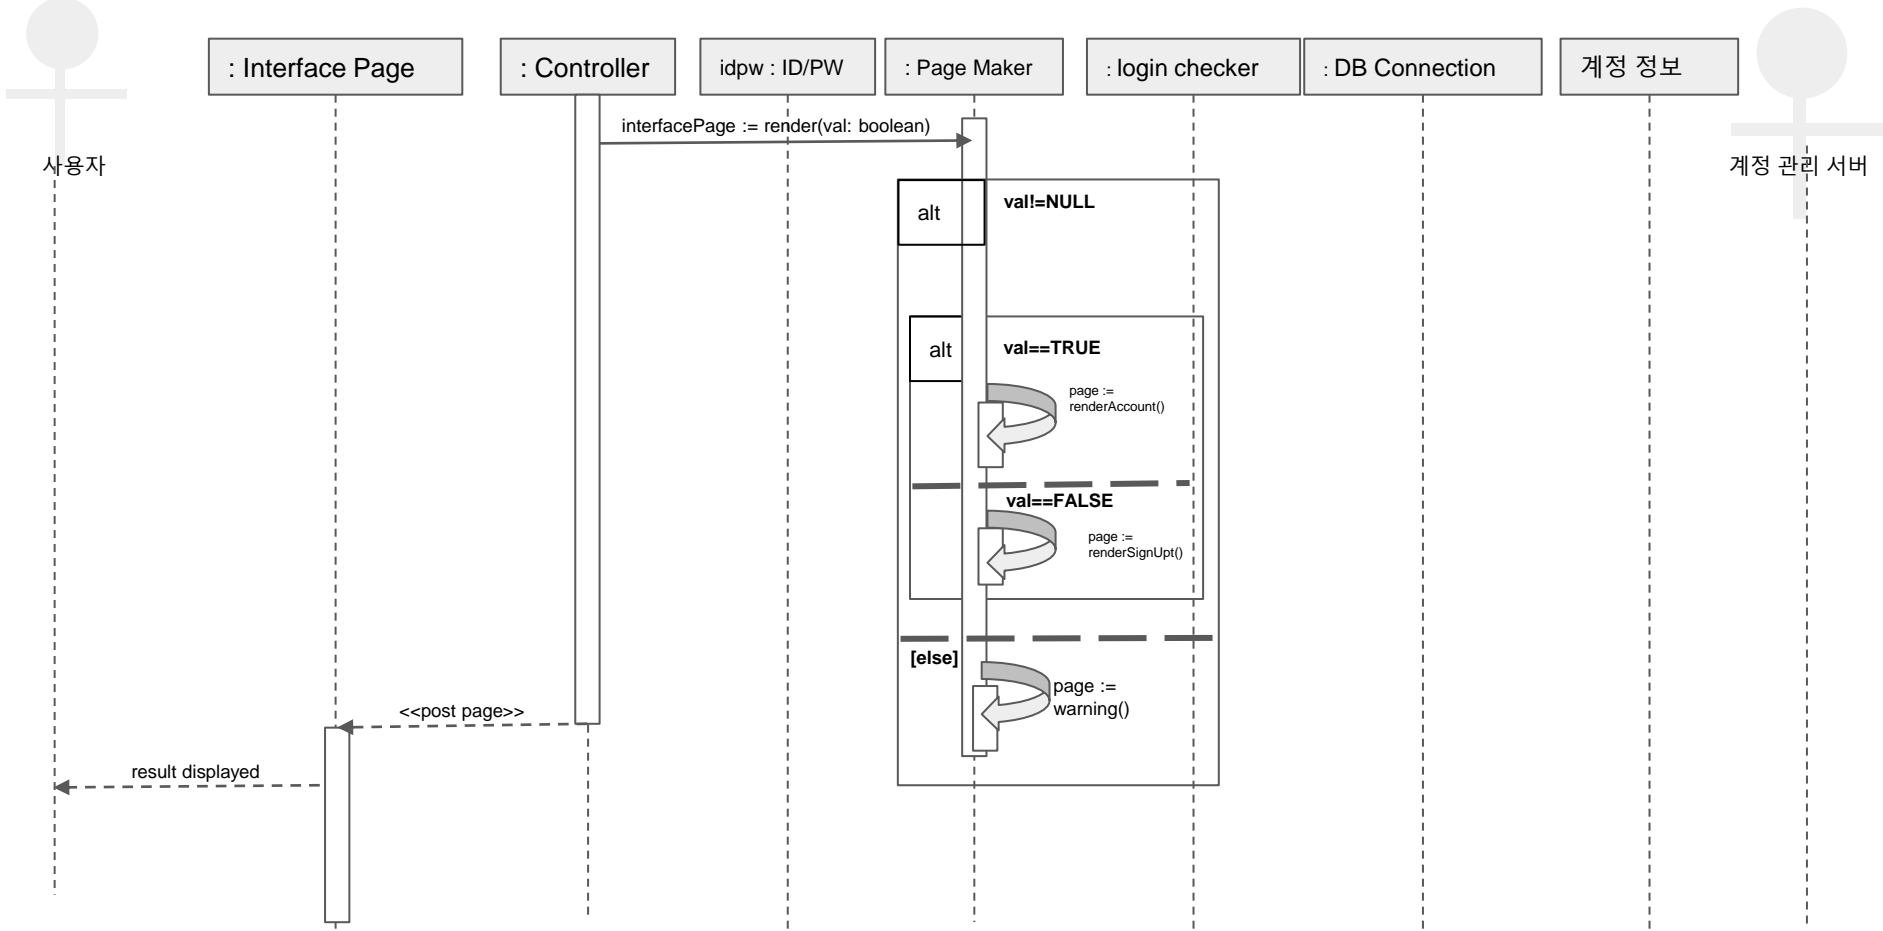 : Interface Page
: Controller
idpw : ID/PW
: Page Maker
: login checker
: DB Connection
계정 정보
사용자
계정 관리 서버
interfacePage := render(val: boolean)
alt
val!=NULL
alt
val==TRUE
page :=
renderAccount()
val==FALSE
page :=
renderSignUpt()
[else]
page :=
warning()
<<post page>>
result displayed